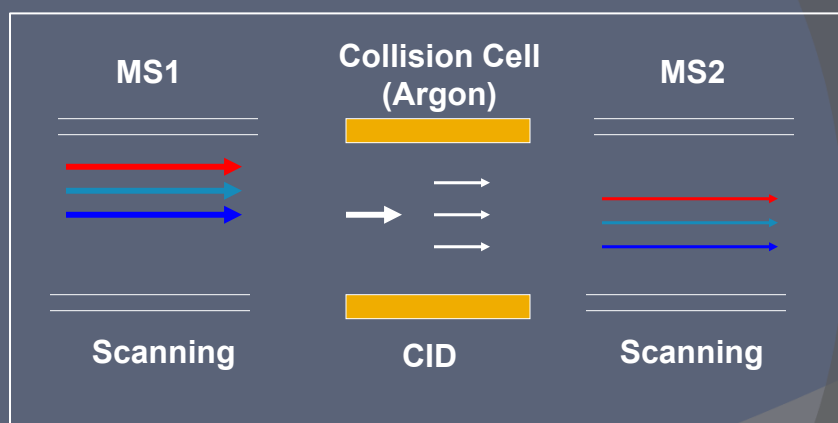 MS1
Collision Cell
(Argon)
MS2
Scanning
CID
Scanning